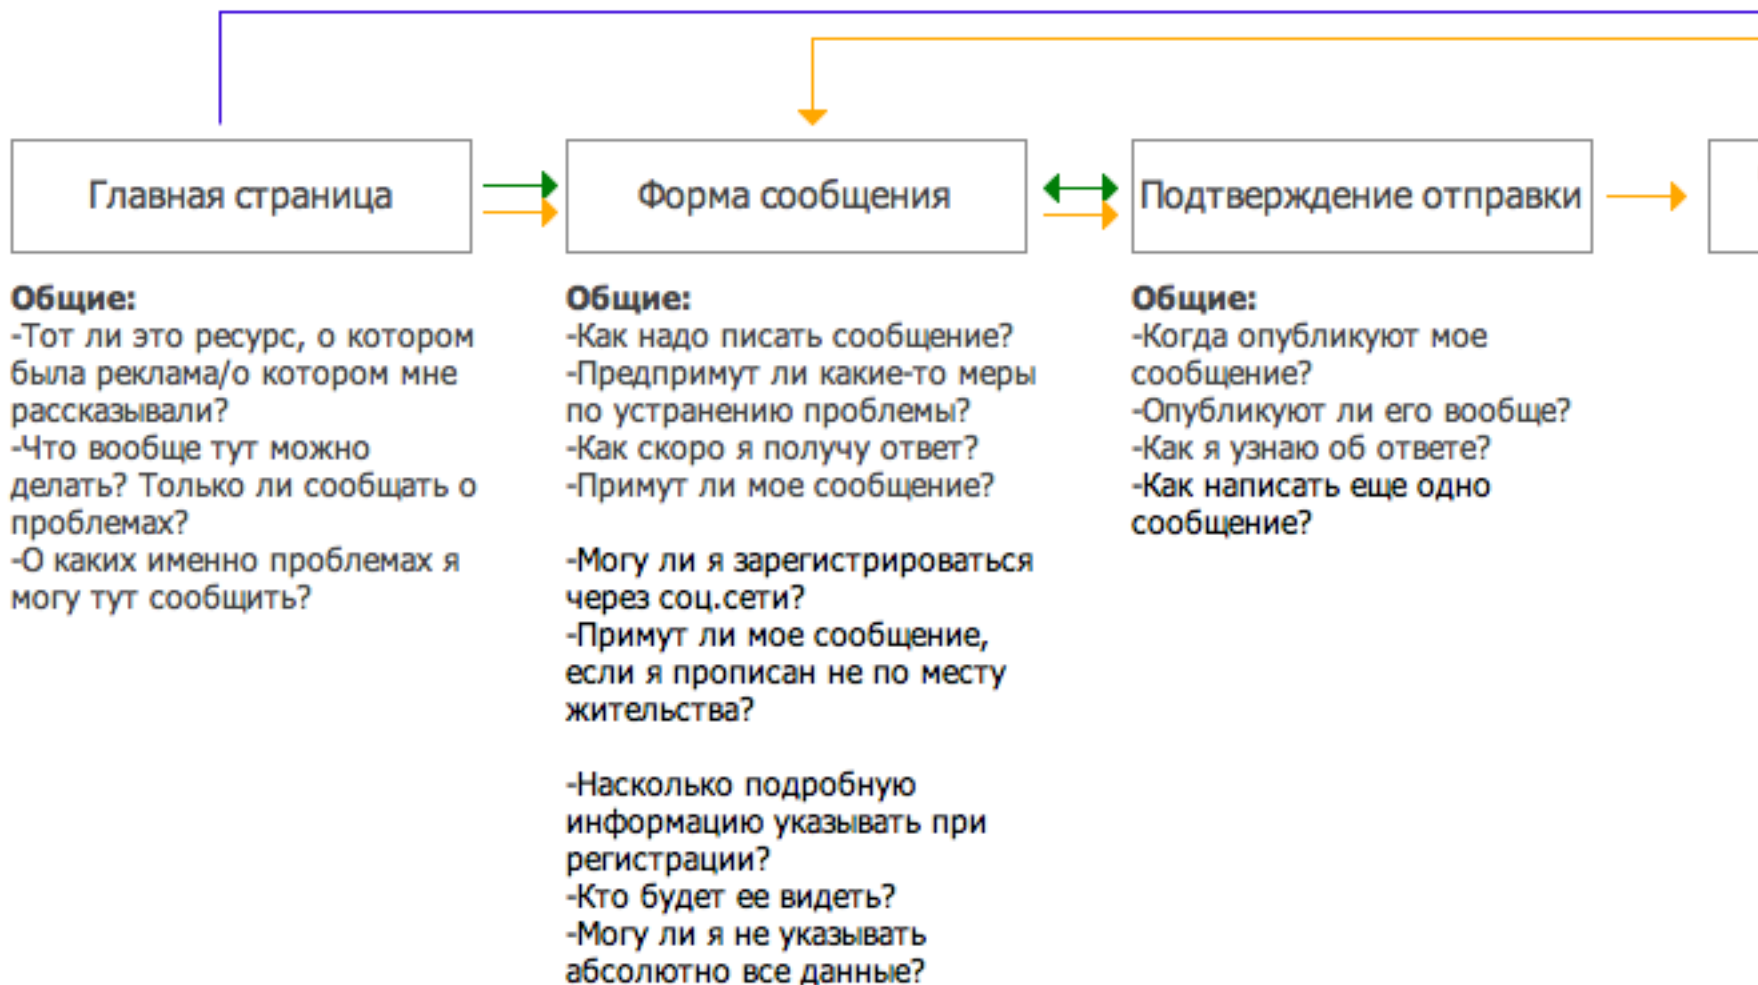 Главная страница
Форма сообщения
Подтверждение отправки
Общие:
-Тот ли это ресурс, о котором
была реклама/о котором мне
рассказывали?
-Что вообще тут можно
делать? Только ли сообщать о
проблемах?
-О каких именно проблемах я
могу тут сообщить?
Общие:
-Как надо писать сообщение?
-Предпримут ли какие-то меры
по устранению проблемы?
-Как скоро я получу ответ?
-Примут ли мое сообщение?
-Могу ли я зарегистрироваться
через соц.сети?
-Примут ли мое сообщение,
если я прописан не по месту
жительства?
-Насколько подробную
информацию указывать при
регистрации?
-Кто будет ее видеть?
-Могу ли я не указывать
абсолютно все данные?
Общие:
-Когда опубликуют мое
сообщение?
-Опубликуют ли его вообще?
-Как я узнаю об ответе?
-Как написать еще одно
сообщение?